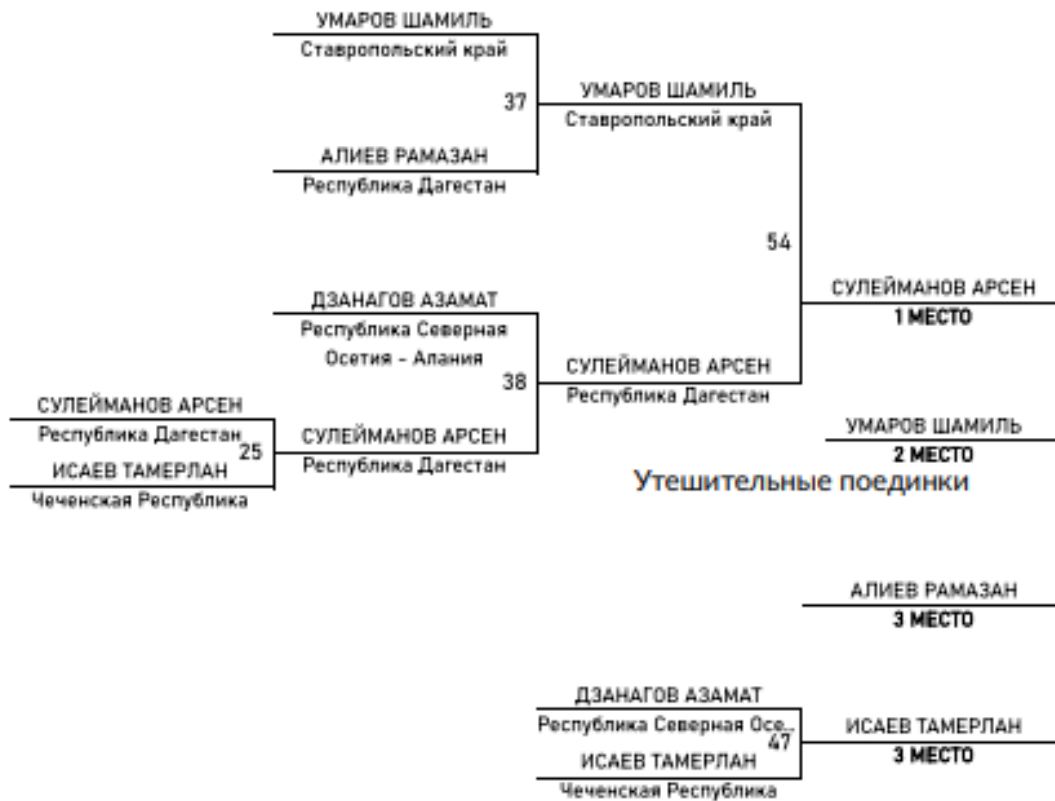 УМАРОВ ШАМИЛЬ
Ставропольский край
37
УМАРОВ ШАМИЛЬ
Ставропольский край
АЛИЕВ РАМАЗАН
Республика Дагестан
54
СУЛЕЙМАНОВ АРСЕН
1 МЕСТО
ДЗАНАГОВ АЗАМАТ
Республика Северная
Осетия - Алания
38
СУЛЕЙМАНОВ АРСЕН
Республика Дагестан
СУЛЕЙМАНОВ АРСЕН
Республика Дагестан
25
СУЛЕЙМАНОВ АРСЕН
Республика Дагестан
ИСАЕВ ТАМЕРЛАН
Чеченская Республика
УМАРОВ ШАМИЛЬ
2 МЕСТО
Утешительные поединки
АЛИЕВ РАМАЗАН
3 МЕСТО
ДЗАНАГОВ АЗАМАТ
Республика Северная Осе...
47
ИСАЕВ ТАМЕРЛАН
3 МЕСТО
ИСАЕВ ТАМЕРЛАН
Чеченская Республика